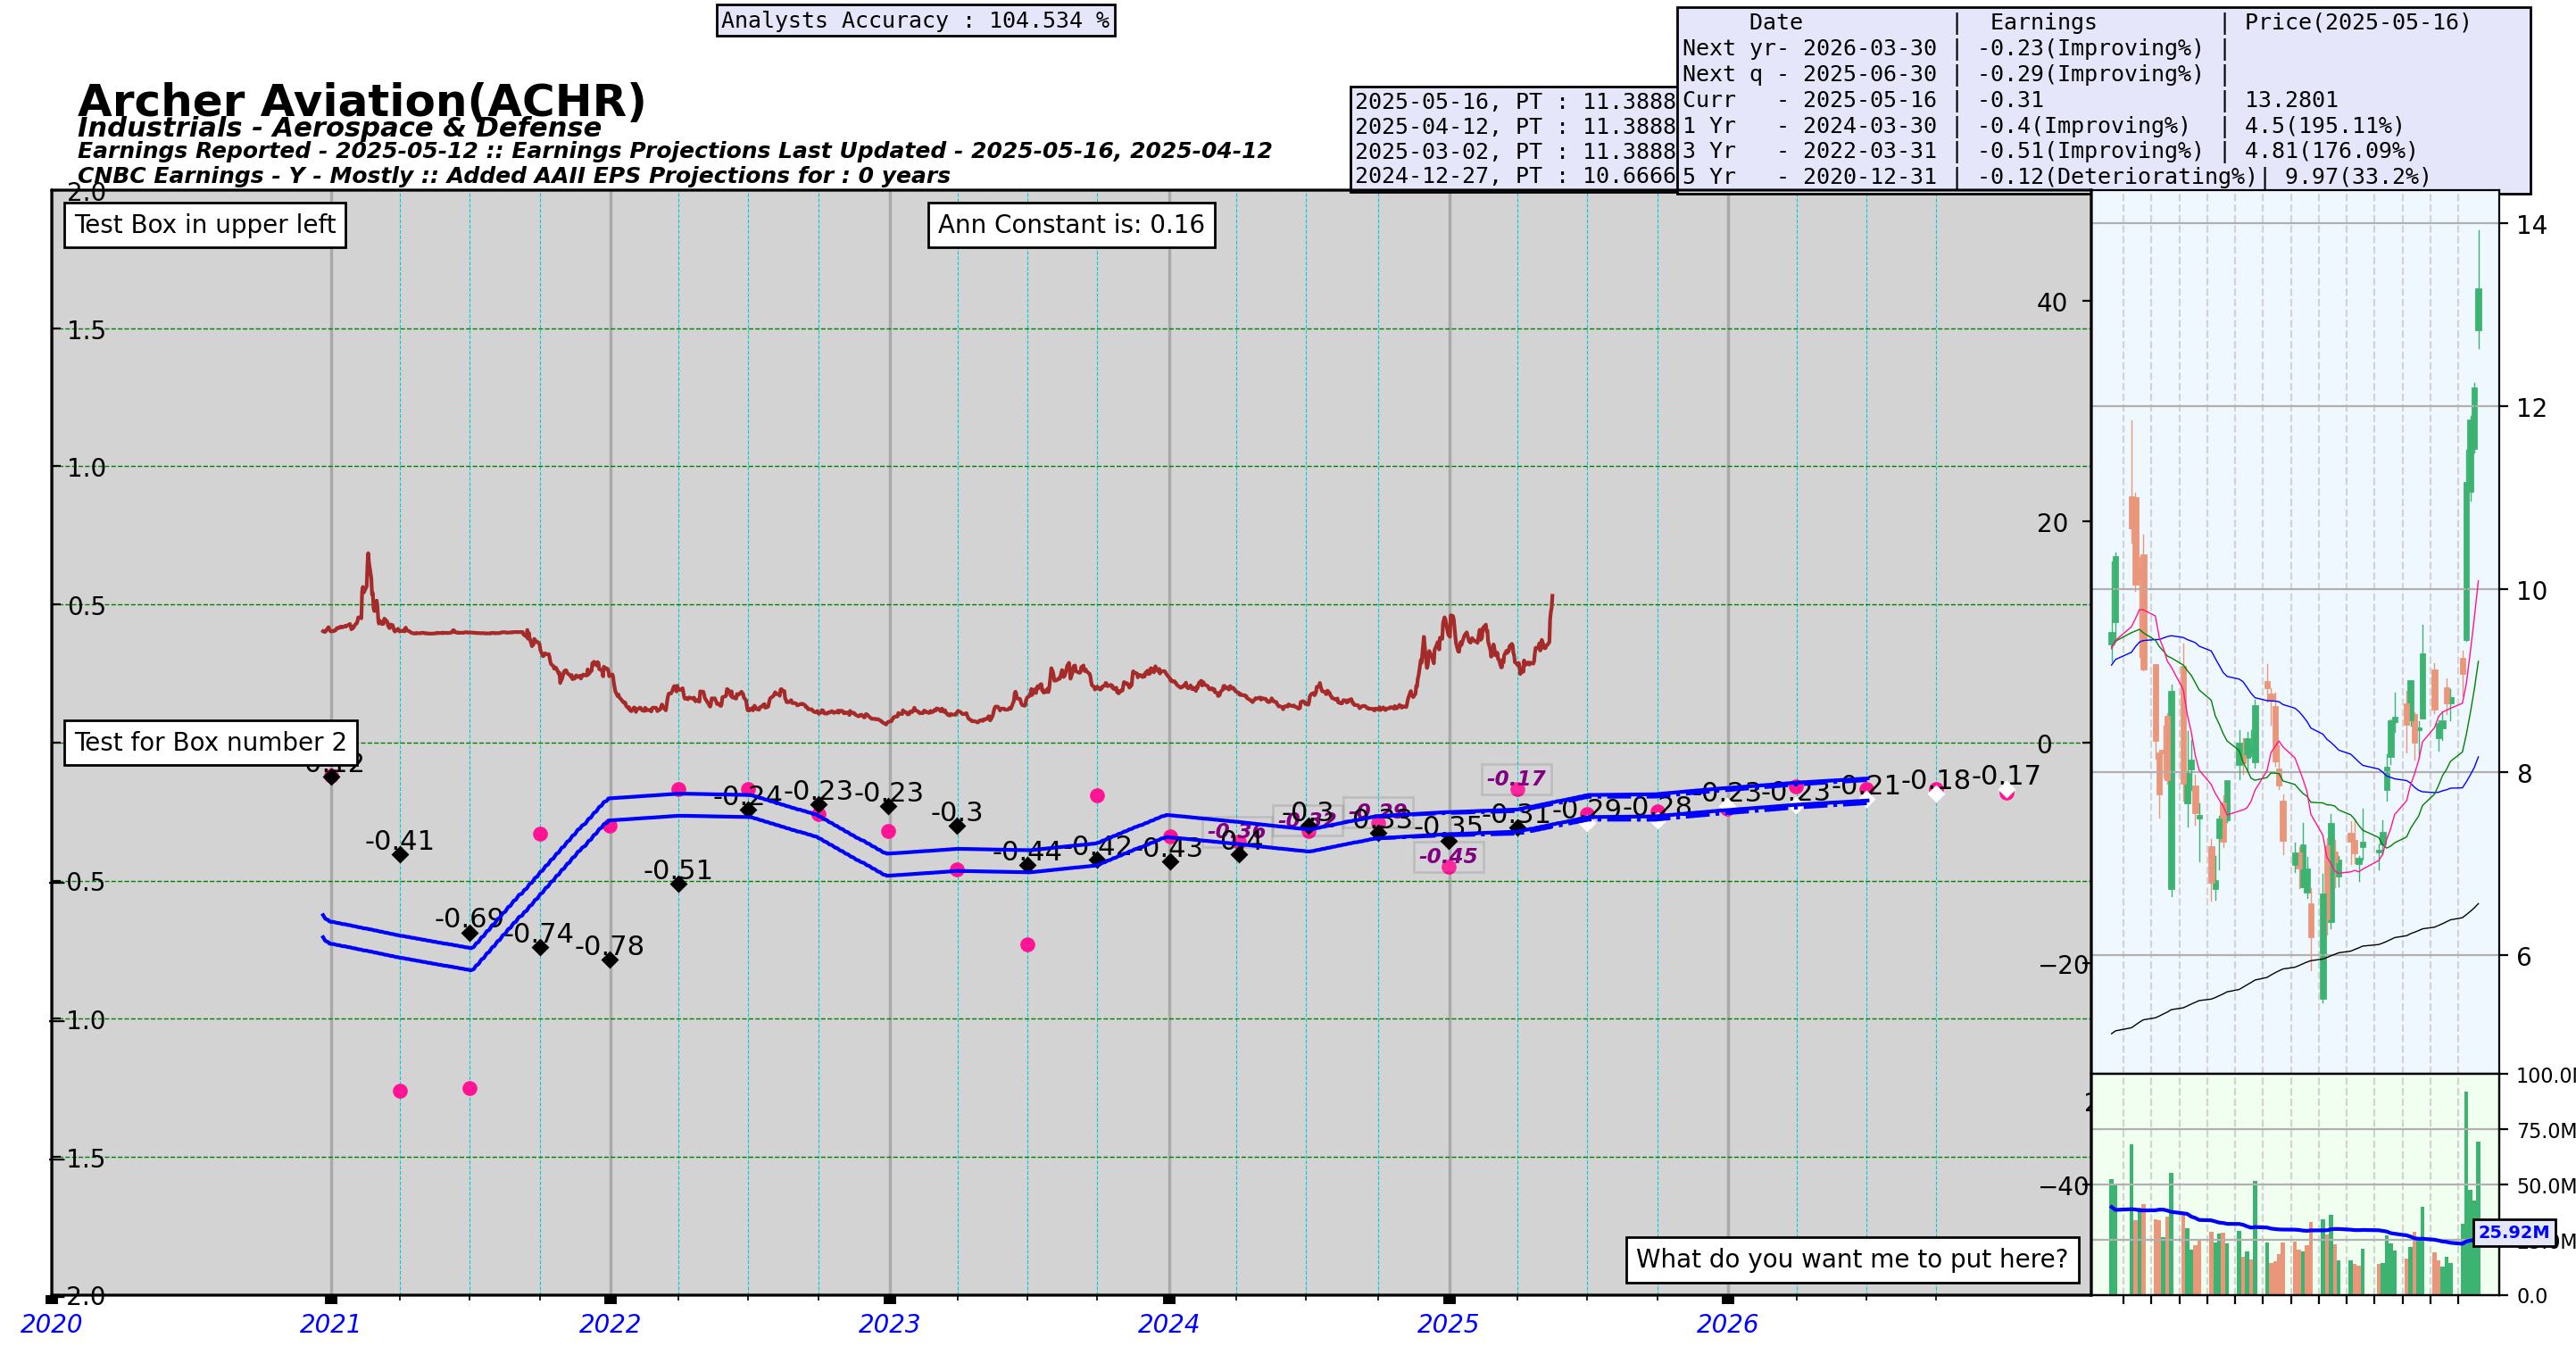 Analysts Accuracy : 104.534 %
Date | Earnings | Price(2025-05-16)
Next yr- 2026-03-30 | -0.23(Improving%) |
Next q - 2025-06-30 | -0.29(Improving%) |
Curr - 2025-05-16 | -0.31 | 13.2801
1 Yr - 2024-03-30 | -0.4(Improving%) | 4.5(195.11%)
3 Yr - 2022-03-31 | -0.51(Improving%) | 4.81(176.09%)
5 Yr - 2020-12-31 | -0.12(Deteriorating%)| 9.97(33.2%)
2025-05-16, PT : 11.3888
2025-04-12, PT : 11.3888
2025-03-02, PT : 11.3888
2024-12-27, PT : 10.6666
Archer Aviation(ACHR)
Industrials - Aerospace & Defense
Earnings Reported - 2025-05-12 :: Earnings Projections Last Updated - 2025-05-16, 2025-04-12
CNBC Earnings - Y - Mostly :: Added AAII EPS Projections for : 0 years
Test Box in upper left
Ann Constant is: 0.16
Test for Box number 2
What do you want me to put here?
2.0
1.5
1.0
0.5
-0.5
-1.0
-1.5
-2.0
40
20
0
−20
−40
14
12
10
8
6
100.0
75.0M
50.0M
25.92M
0.0
-0.41
-0.69
-0.74
-0.78
-0.51
-0.24
-0.23
-0.23
-0.3
-0.44
-0.42
-0.43
-0.4
-0.3
-0.33
-0.35
-0.31
-0.29
-0.28
-0.23
-0.23
-0.21
-0.18
-0.17
-0.36
-0.39
-0.45
-0.17
2020
2021
2022
2023
2024
2025
2026